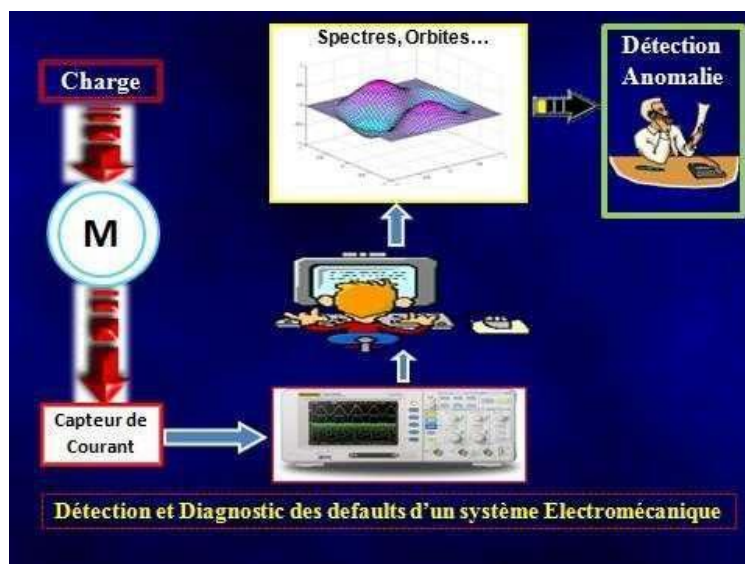 Spectres, Orbites...
Détection
Anomalie
Charge
M
Capteur de
Courant
Détection et Diagnostic des defaults d'un système Electromécanique